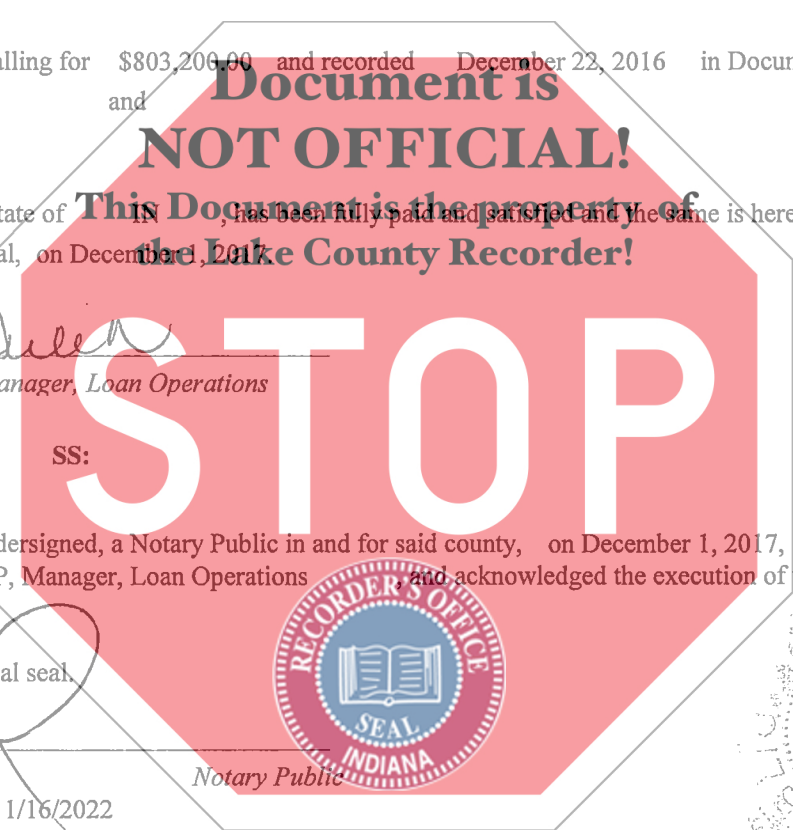 alling for $803,200.00 and recorded December 22, 2016 in Docum
Document is
and
NOT OFFICIAL!
tate of IN , has been fully paid and satisfied and the same is here
This Document is the property of
al, on December 1, 2017.
the Lake County Recorder!
anager, Loan Operations
STOP
SS:
dersigned, a Notary Public in and for said county, on December 1, 2017,
P, Manager, Loan Operations , and acknowledged the execution of
RECORDER'S OFFICE
al seal.
SEAL
INDIANA
Notary Public
1/16/2022